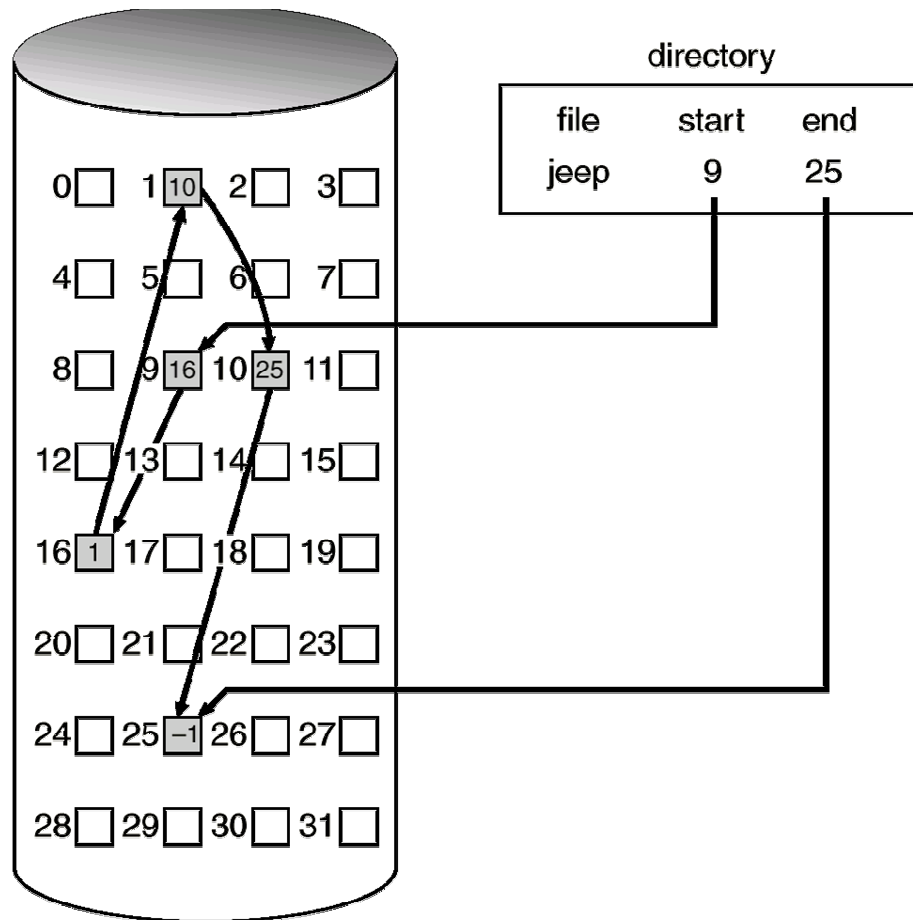 directory
file start end
jeep 9 25
0 1 10 2 3
4 5 6 7
8 9 16 10 25 11
12 13 14 15
16 1 17 18 19
20 21 22 23
24 25 −1 26 27
28 29 30 31